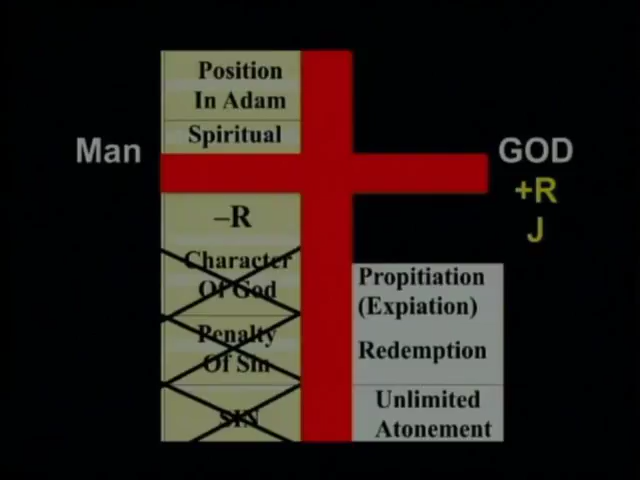 Position
In Adam
Spiritual
Man
GOD
+R
J
–R
Character
Of God
Penalty
Of Sin
SIN
Propitiation
(Expiation)
Redemption
Unlimited
Atonement